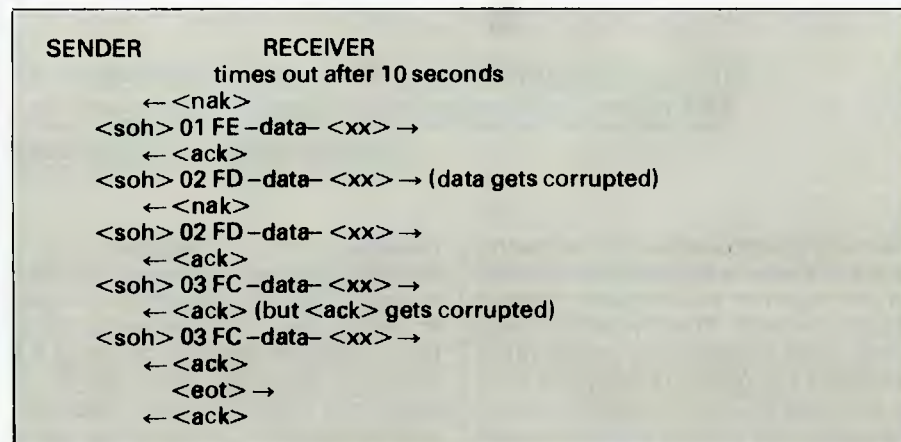 SENDER RECEIVER
times out after 10 seconds
← <nak>
<soh> 01 FE –data– <xx> →
← <ack>
<soh> 02 FD –data– <xx> → (data gets corrupted)
← <nak>
<soh> 02 FD –data– <xx> →
← <ack>
<soh> 03 FC –data– <xx> →
← <ack> (but <ack> gets corrupted)
<soh> 03 FC –data– <xx> →
← <ack>
<eot> →
← <ack>